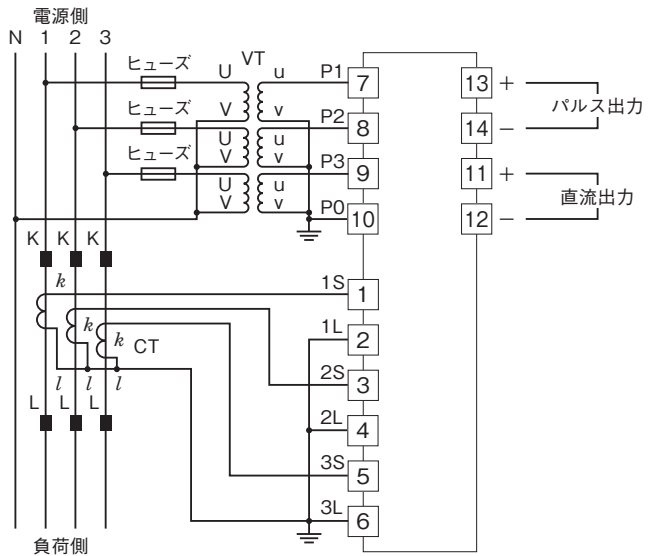 電源側
N 1 2 3
ヒューズ U VT u P1 7 13 + パルス出力
V v
ヒューズ U u P2 8 14 −
V v
ヒューズ U u P3 9 11 + 直流出力
V v
P0 10 12 −
K K K
k 1S 1
k k CT 1L 2
l l l 2S 3
L L L 2L 4
3S 5
3L 6
負荷側